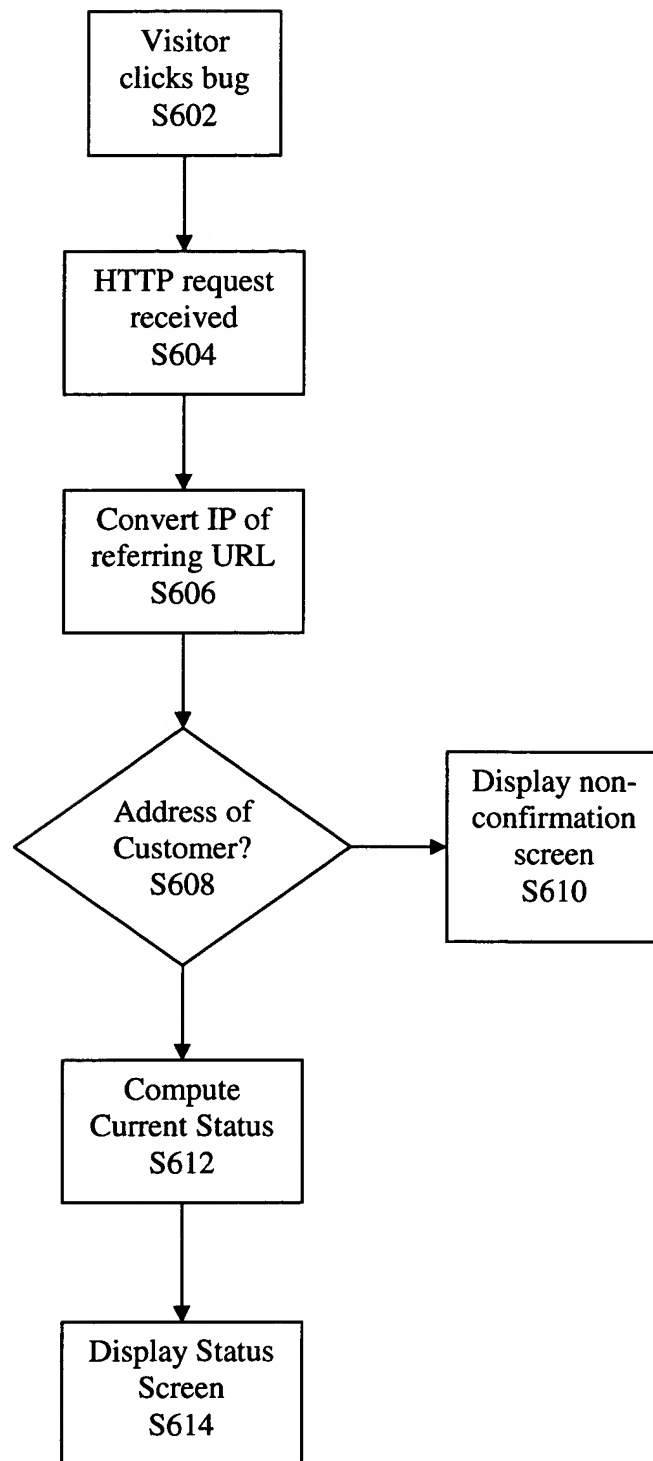 Visitor
clicks bug
S602
HTTP request
received
S604
Convert IP of
referring URL
S606
Address of
Customer?
S608
Display non-
confirmation
screen
S610
Compute
Current Status
S612
Display Status
Screen
S614